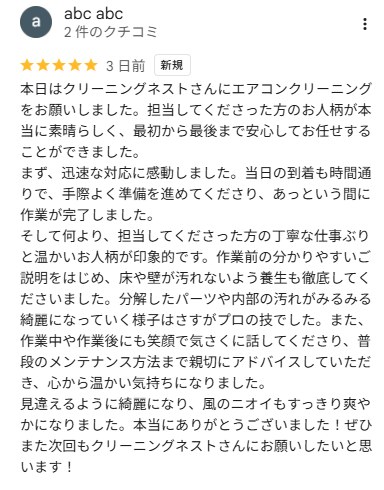 abc abc
a
2 件のクチコミ
★★★★★ 3 日前 新規
本日はクリーニングネストさんにエアコンクリーニング
をお願いしました。担当してくださった方のお人柄が本
当に素晴らしく、最初から最後まで安心してお任せする
ことができました。
まず、迅速な対応に感動しました。当日の到着も時間通
りで、手際よく準備を進めてくださり、あっという間に
作業が完了しました。
そして何より、担当してくださった方の丁寧な仕事ぶり
と温かいお人柄が印象的です。作業前の分かりやすいご
説明をはじめ、床や壁が汚れないよう養生も徹底してく
ださいました。分解したパーツや内部の汚れがみるみる
綺麗になっていく様子はさすがプロの技でした。また、
作業中や作業後にも笑顔で気さくに話してくださり、普
段のメンテナンス方法まで親切にアドバイスしていただ
き、心から温かい気持ちになりました。
見違えるように綺麗になり、風のニオイもすっきり爽や
かになりました。本当にありがとうございました！ぜひ
また次回もクリーニングネストさんにお願いしたいと思
います！